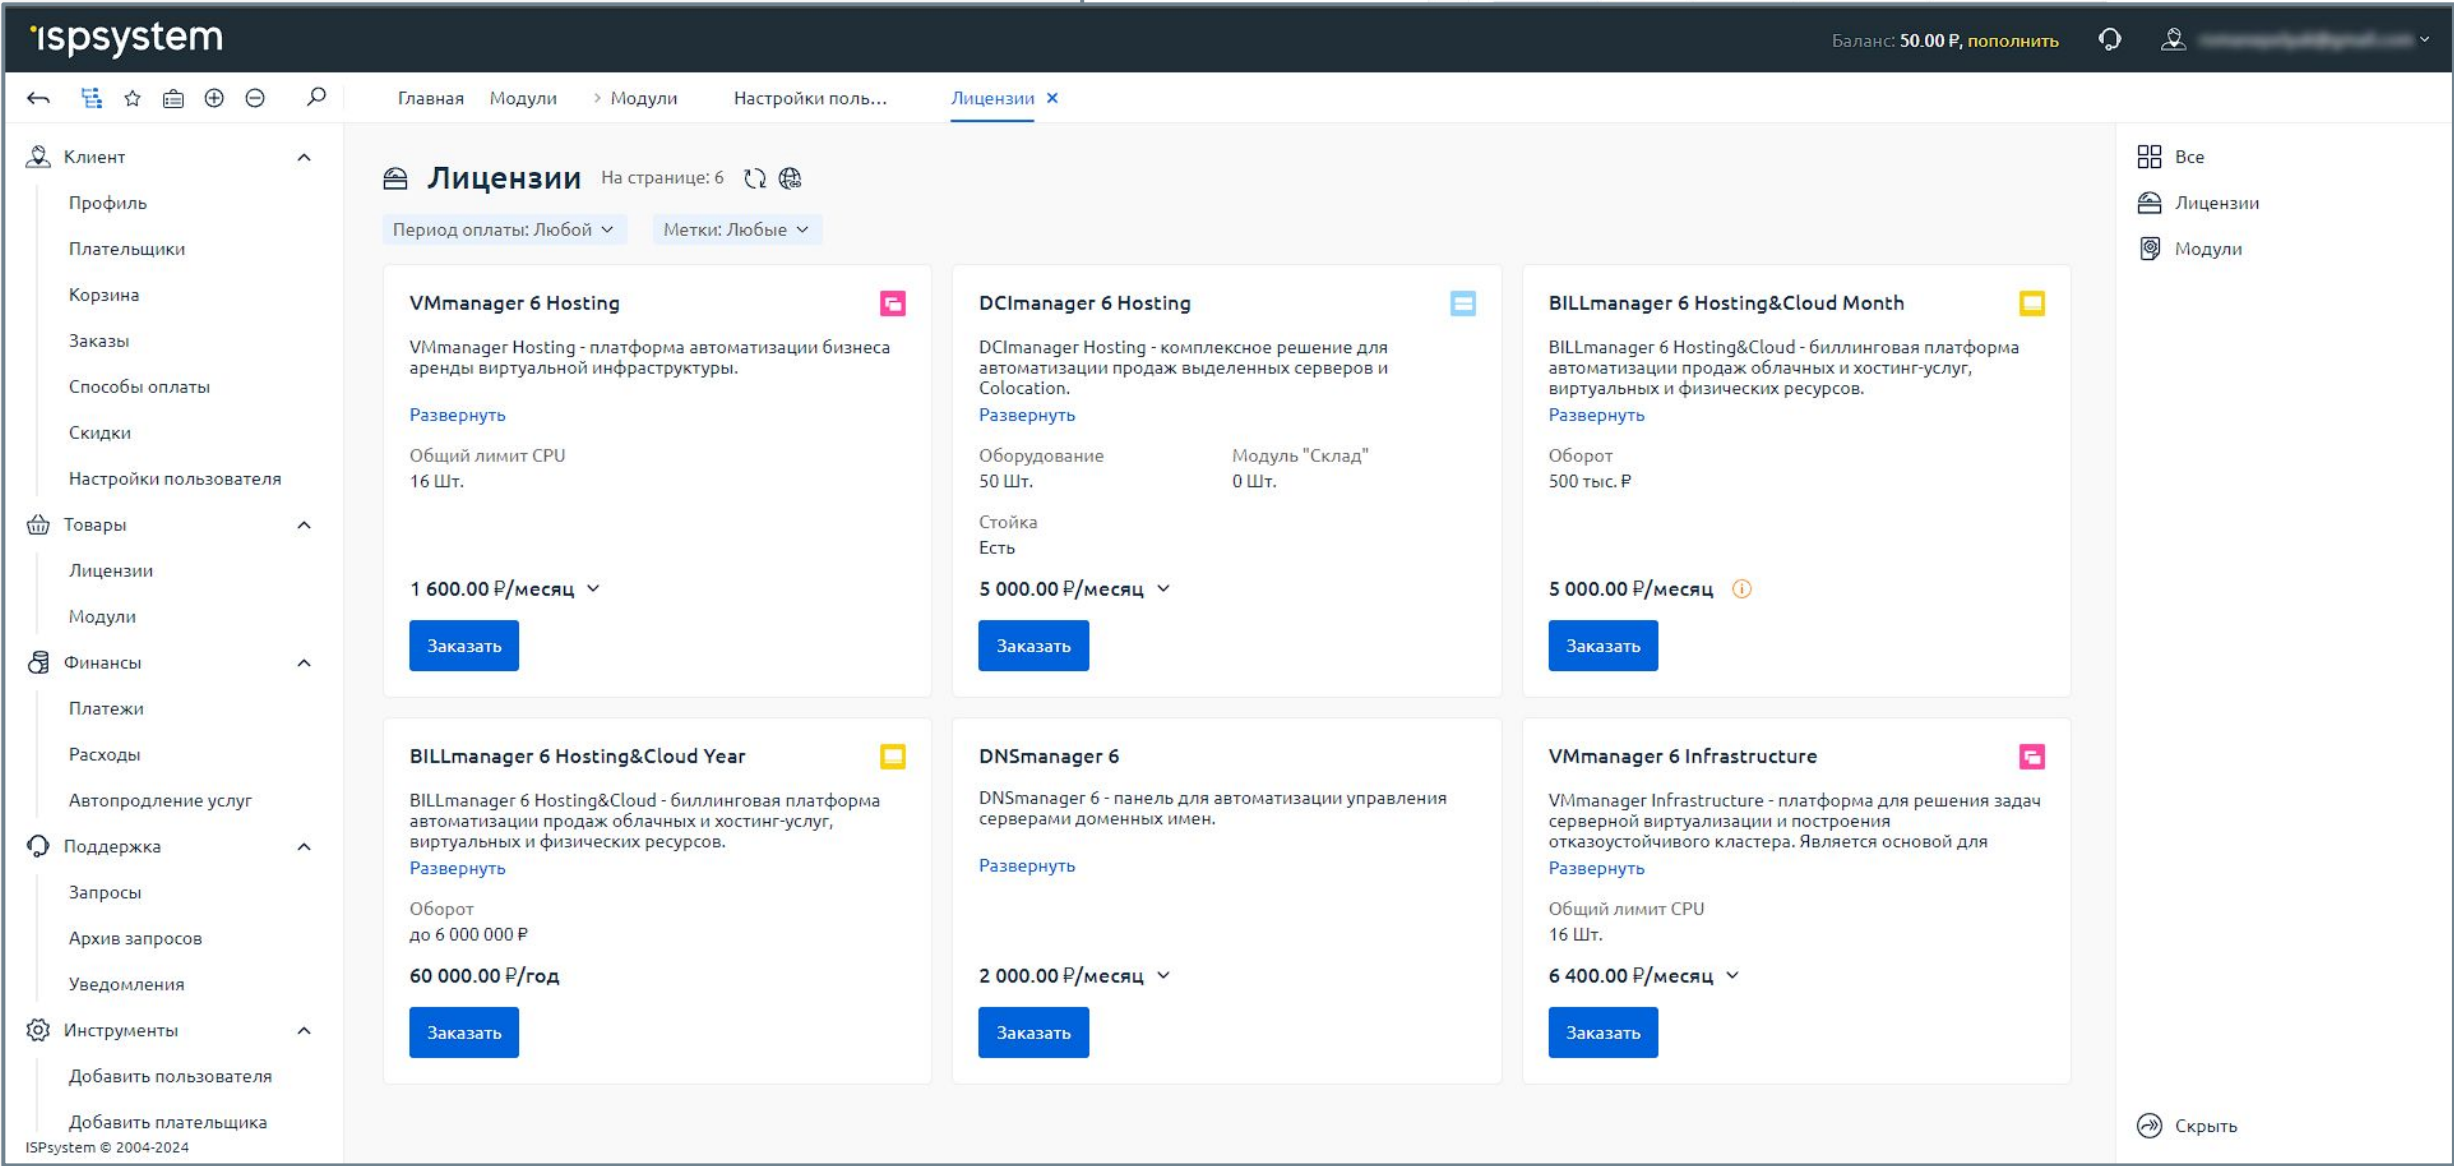 ispsystem
Баланс: 50.00 ₽, пополнить
Главная Модули > Модули Настройки поль... Лицензии ×
Клиент
Профиль
Плательщики
Корзина
Заказы
Способы оплаты
Скидки
Настройки пользователя
Товары
Лицензии
Модули
Финансы
Платежи
Расходы
Автопродление услуг
Поддержка
Запросы
Архив запросов
Уведомления
Инструменты
Добавить пользователя
Добавить плательщика
ISPsystem © 2004-2024
Лицензии На странице: 6
Период оплаты: Любой Метки: Любые
VMmanager 6 Hosting
VMmanager Hosting - платформа автоматизации бизнеса
аренды виртуальной инфраструктуры.
Развернуть
Общий лимит CPU
16 Шт.
1 600.00 ₽/месяц
Заказать
DCImanager 6 Hosting
DCImanager Hosting - комплексное решение для
автоматизации продаж выделенных серверов и
Colocation.
Развернуть
Оборудование Модуль "Склад"
50 Шт. 0 Шт.
Стойка
Есть
5 000.00 ₽/месяц
Заказать
BILLmanager 6 Hosting&Cloud Month
BILLmanager 6 Hosting&Cloud - биллинговая платформа
автоматизации продаж облачных и хостинг-услуг,
виртуальных и физических ресурсов.
Развернуть
Оборот
500 тыс. ₽
5 000.00 ₽/месяц
Заказать
BILLmanager 6 Hosting&Cloud Year
BILLmanager 6 Hosting&Cloud - биллинговая платформа
автоматизации продаж облачных и хостинг-услуг,
виртуальных и физических ресурсов.
Развернуть
Оборот
до 6 000 000 ₽
60 000.00 ₽/год
Заказать
DNSmanager 6
DNSmanager 6 - панель для автоматизации управления
серверами доменных имен.
Развернуть
2 000.00 ₽/месяц
Заказать
VMmanager 6 Infrastructure
VMmanager Infrastructure - платформа для решения задач
серверной виртуализации и построения
отказоустойчивого кластера. Является основой для
Развернуть
Общий лимит CPU
16 Шт.
6 400.00 ₽/месяц
Заказать
Все
Лицензии
Модули
Скрыть